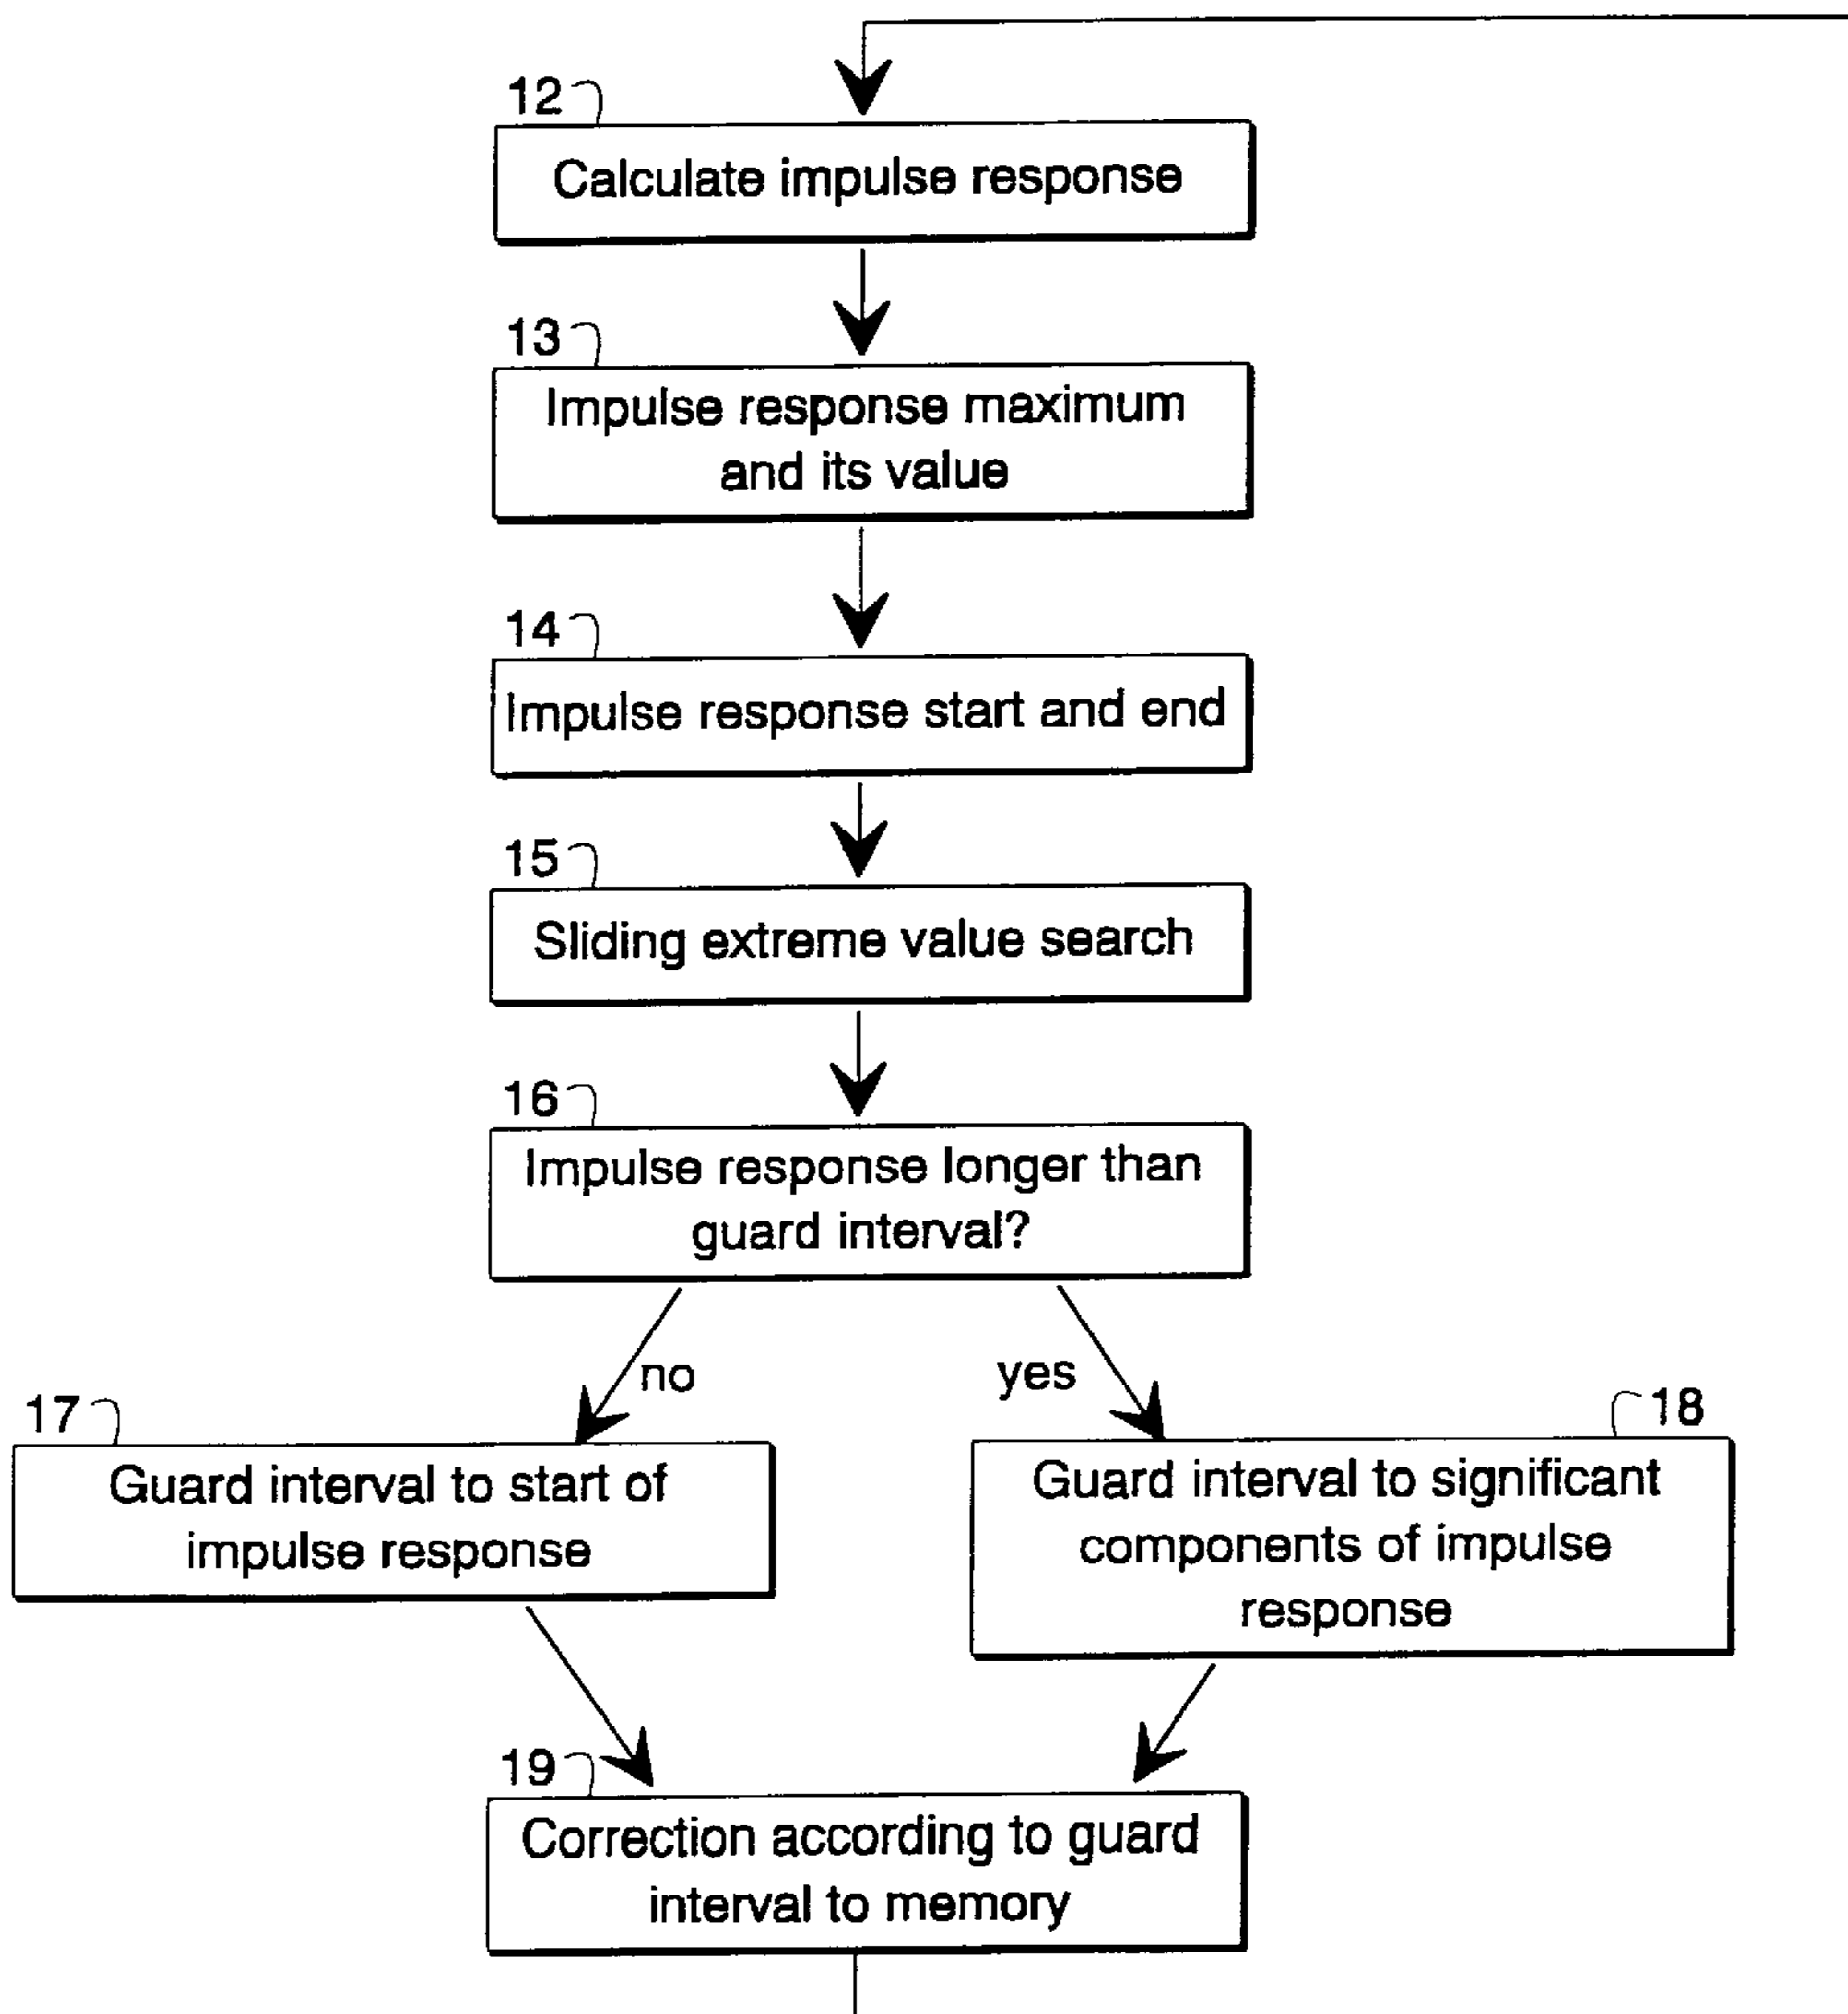 12
Calculate impulse response
13
Impulse response maximum
and its value
14
Impulse response start and end
15
Sliding extreme value search
16
Impulse response longer than
guard interval?
no
yes
17
Guard interval to start of
impulse response
18
Guard interval to significant
components of impulse
response
19
Correction according to guard
interval to memory